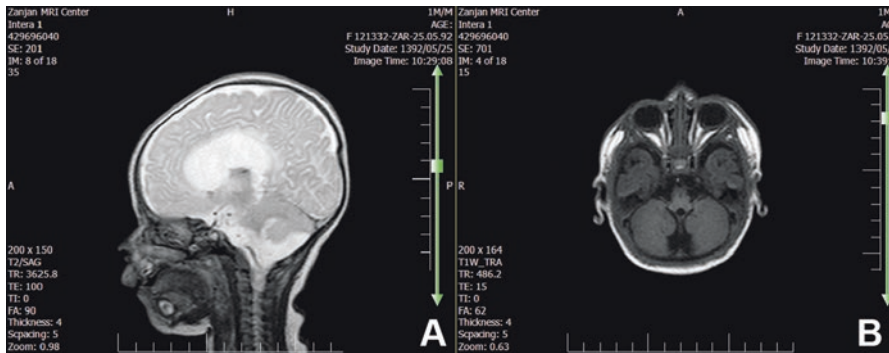 Zanjan MRI Center
Intera 1
429696040
SE: 201
IM: 8 of 18
35
H
1M/M
AGE:
F 121332-ZAR-25.05.92
Study Date: 1392/05/25
Image Time: 10:29:08
A
P
200 x 150
T2/SAG
TR: 3625.8
TE: 100
TI: 0
FA: 90
Thickness: 4
Scpacing: 5
Zoom: 0.98
A
Zanjan MRI Center
Intera 1
429696040
SE: 701
IM: 4 of 18
15
A
1M
F 121332-ZAR-25.05
Study Date: 1392/0
Image Time: 10:39
R
200 x 164
T1W_TRA
TR: 486.2
TE: 15
TI: 0
FA: 62
Thickness: 4
Scpacing: 5
Zoom: 0.63
B